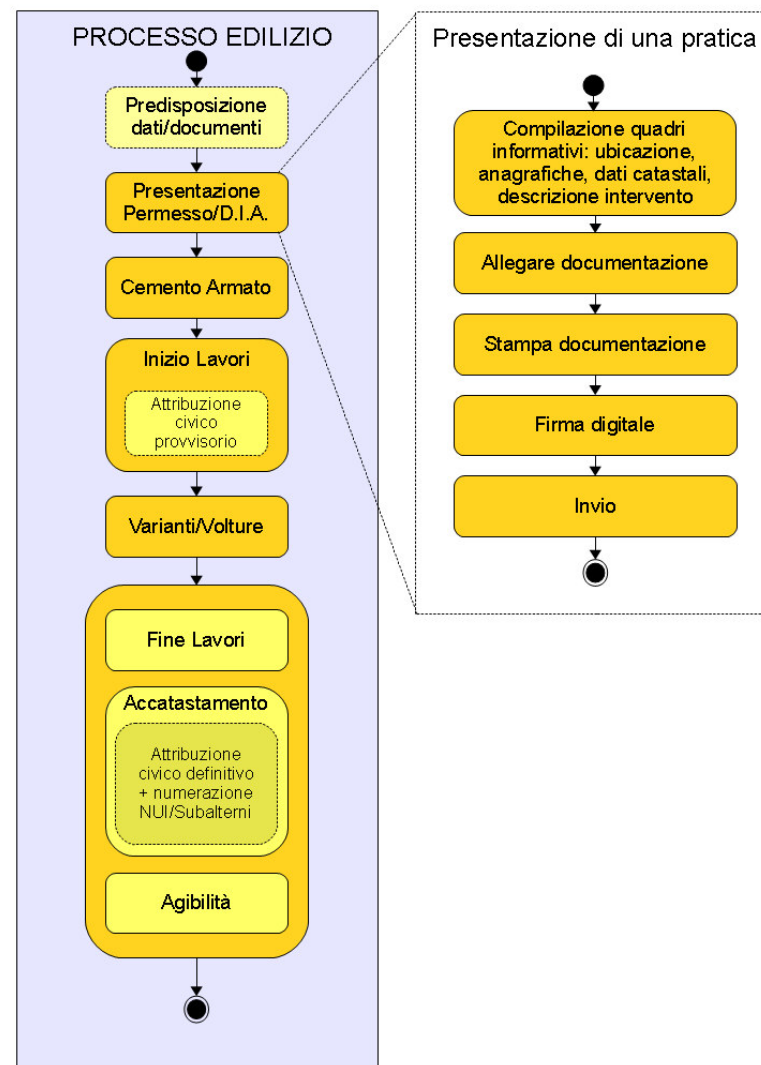 PROCESSO EDILIZIO
Predisposizione
dati/documenti
Presentazione
Permesso/D.I.A.
Cemento Armato
Inizio Lavori
Attribuzione
civico
provvisorio
Varianti/Volture
Fine Lavori
Accatastamento
Attribuzione
civico definitivo
+ numerazione
NUI/Subalterni
Agibilità
Presentazione di una pratica
Compilazione quadri
informativi: ubicazione,
anagrafiche, dati catastali,
descrizione intervento
Allegare documentazione
Stampa documentazione
Firma digitale
Invio